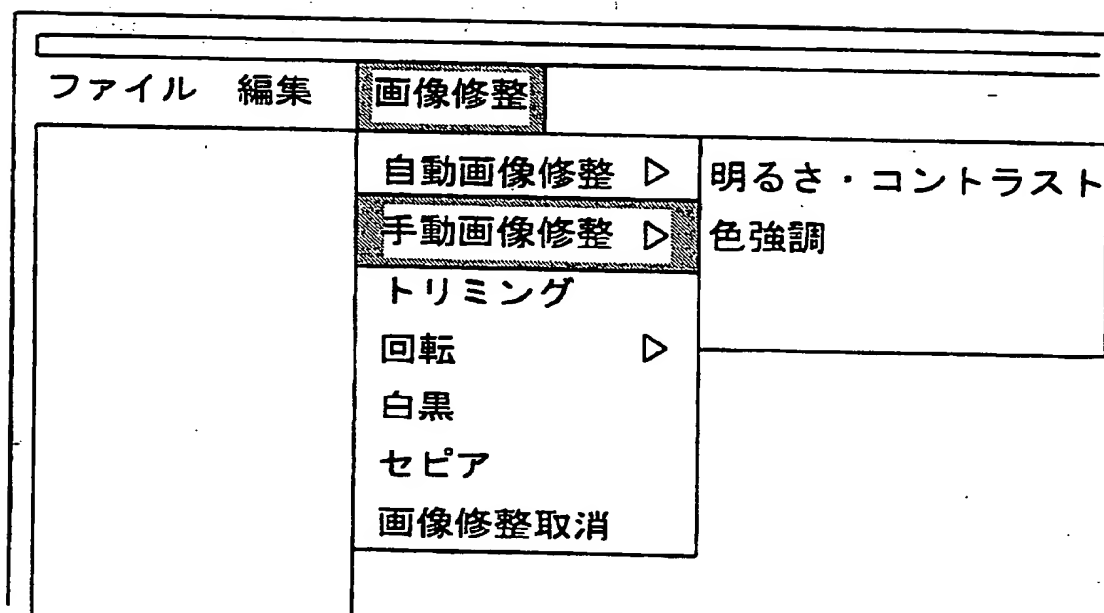 ファイル 編集 画像修整
自動画像修整 ▷ 明るさ・コントラスト
手動画像修整 ▷ 色強調
トリミング
回転 ▷
白黒
セピア
画像修整取消